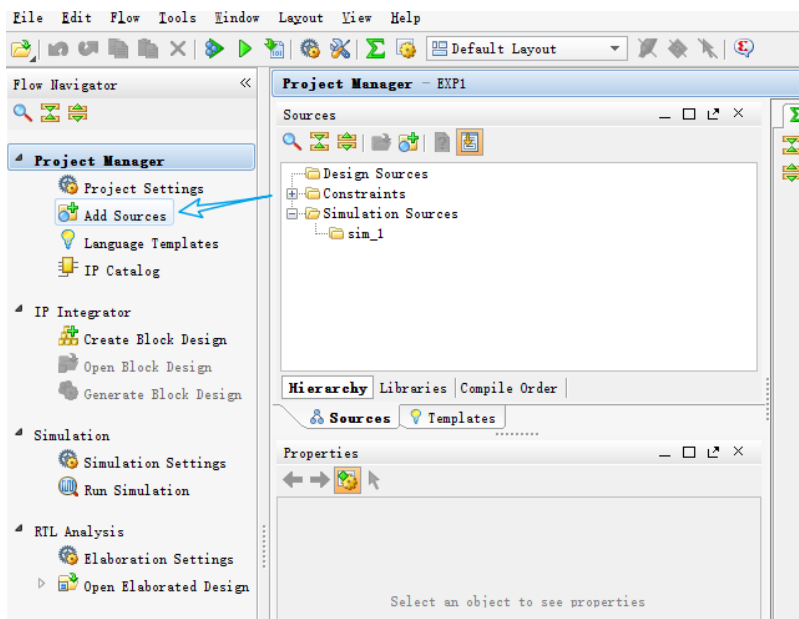 File Edit Flow Tools Window Layout View Help
Default Layout
Flow Navigator
Project Manager
Project Settings
Add Sources
Language Templates
IP Catalog
IP Integrator
Create Block Design
Open Block Design
Generate Block Design
Simulation
Simulation Settings
Run Simulation
RTL Analysis
Elaboration Settings
Open Elaborated Design
Project Manager - EXP1
Sources
Design Sources
Constraints
Simulation Sources
sim_1
Hierarchy Libraries Compile Order
Sources Templates
Properties
Select an object to see properties